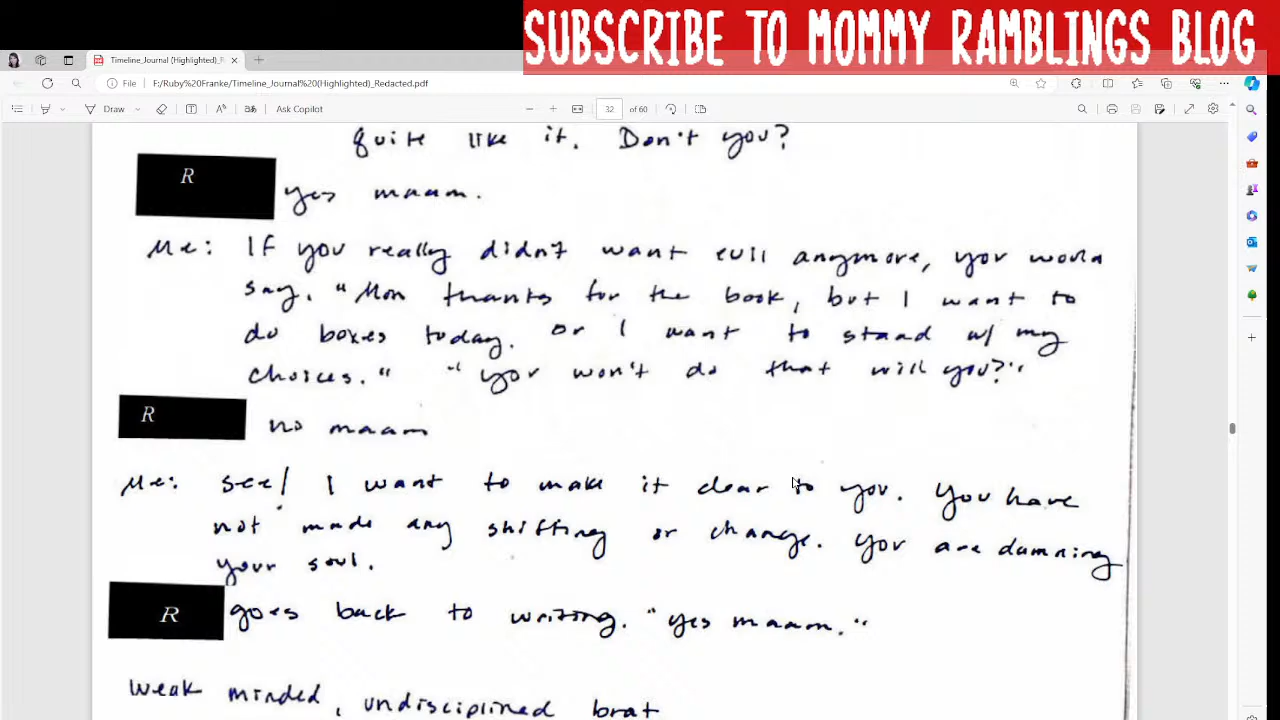 SUBSCRIBE TO MOMMY RAMBLINGS BLOG
Timeline_Journal (Highlighted)_R
File F:/Ruby%20Franke/Timeline_Journal%20(Highlighted)_Redacted.pdf
Draw Ask Copilot 32 of 60
quite like it. Don't you?
R yes maam.
Me: If you really didn't want evil anymore, you would
say. "Mom thanks for the book, but I want to
do boxes today. or I want to stand w/ my
choices." "you won't do that will you?"
R no maam
Me: see! I want to make it clear to you. You have
not made any shifting or change. You are damning
your soul.
R goes back to writing. "yes maam."
weak minded, undisciplined brat